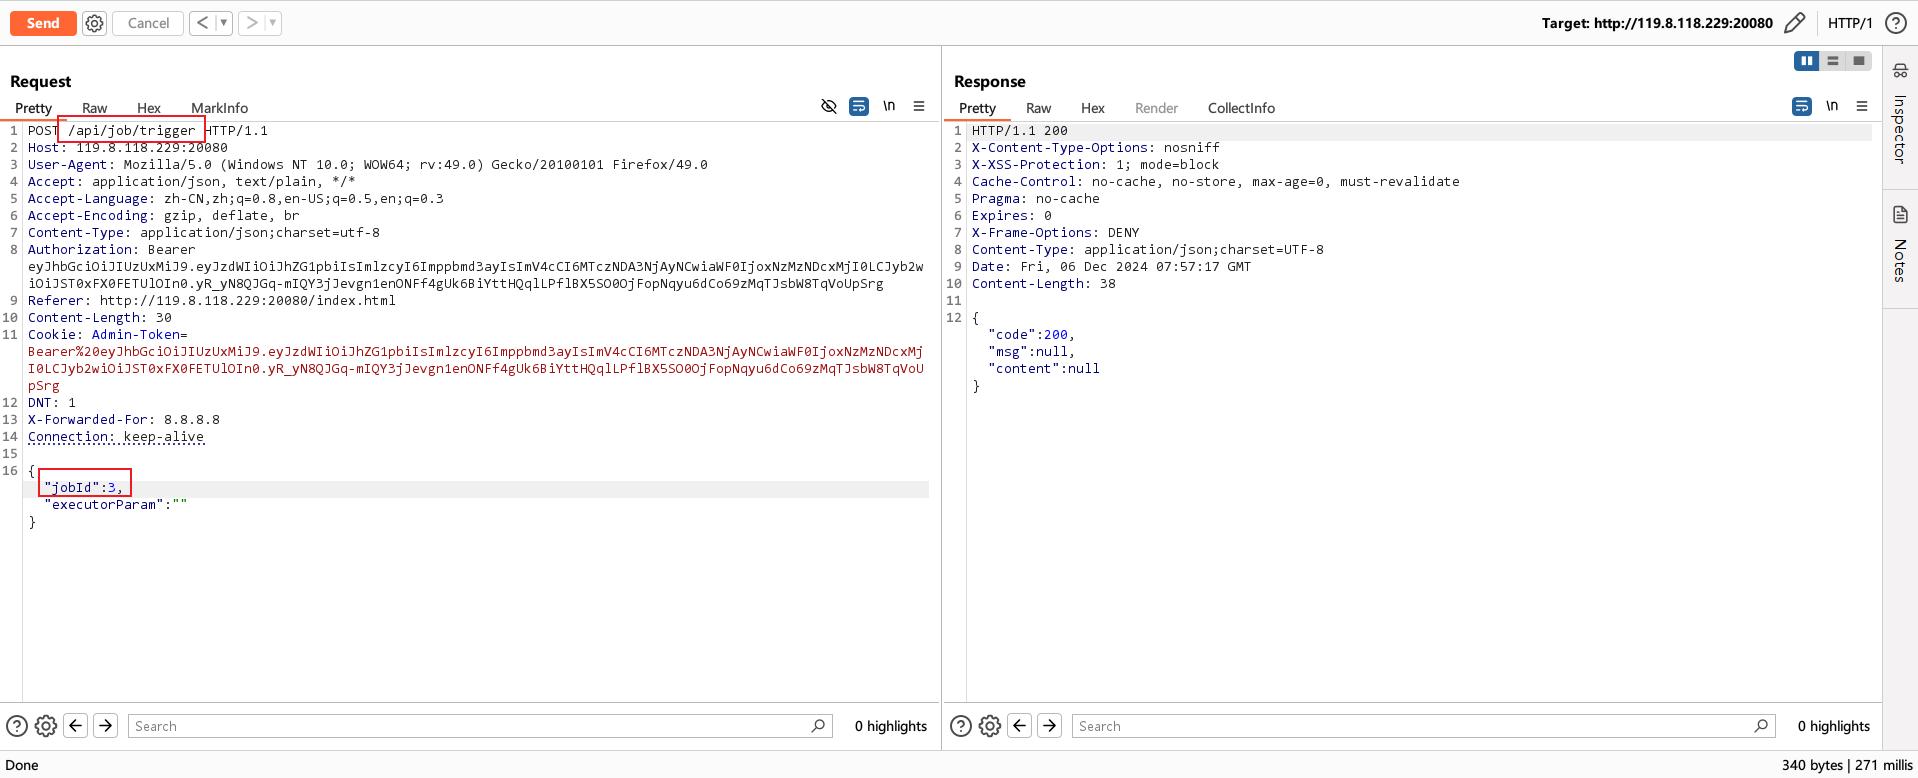 Send
Cancel
Target: http://119.8.118.229:20080
HTTP/1
Request
Pretty Raw Hex MarkInfo
\n
1 POST /api/job/trigger HTTP/1.1
2 Host: 119.8.118.229:20080
3 User-Agent: Mozilla/5.0 (Windows NT 10.0; WOW64; rv:49.0) Gecko/20100101 Firefox/49.0
4 Accept: application/json, text/plain, */*
5 Accept-Language: zh-CN,zh;q=0.8,en-US;q=0.5,en;q=0.3
6 Accept-Encoding: gzip, deflate, br
7 Content-Type: application/json;charset=utf-8
8 Authorization: Bearer
eyJhbGciOiJIUzUxMiJ9.eyJzdWIiOiJhZG1pbiIsImlzcyI6Imppbmd3ayIsImV4cCI6MTczNDA3NjAyNCwiaWF0IjoxNzMzNDcxMjI0LCJyb2w
iOiJST0xFX0FETUlOIn0.yR_yN8QJGq-mIQY3jJevgn1enONFf4gUk6BiYttHQqlLPflBX5SO0OjFopNqyu6dCo69zMqTJsbW8TqVoUpSrg
9 Referer: http://119.8.118.229:20080/index.html
10 Content-Length: 30
11 Cookie: Admin-Token=
Bearer%20eyJhbGciOiJIUzUxMiJ9.eyJzdWIiOiJhZG1pbiIsImlzcyI6Imppbmd3ayIsImV4cCI6MTczNDA3NjAyNCwiaWF0IjoxNzMzNDcxMj
I0LCJyb2wiOiJST0xFX0FETUlOIn0.yR_yN8QJGq-mIQY3jJevgn1enONFf4gUk6BiYttHQqlLPflBX5SO0OjFopNqyu6dCo69zMqTJsbW8TqVoU
pSrg
12 DNT: 1
13 X-Forwarded-For: 8.8.8.8
14 Connection: keep-alive
15
16 {
"jobId":3,
"executorParam":""
}
Search
0 highlights
Response
Pretty Raw Hex Render CollectInfo
\n
1 HTTP/1.1 200
2 X-Content-Type-Options: nosniff
3 X-XSS-Protection: 1; mode=block
4 Cache-Control: no-cache, no-store, max-age=0, must-revalidate
5 Pragma: no-cache
6 Expires: 0
7 X-Frame-Options: DENY
8 Content-Type: application/json;charset=UTF-8
9 Date: Fri, 06 Dec 2024 07:57:17 GMT
10 Content-Length: 38
11
12 {
"code":200,
"msg":null,
"content":null
}
Search
0 highlights
Inspector
Notes
Done
340 bytes | 271 millis